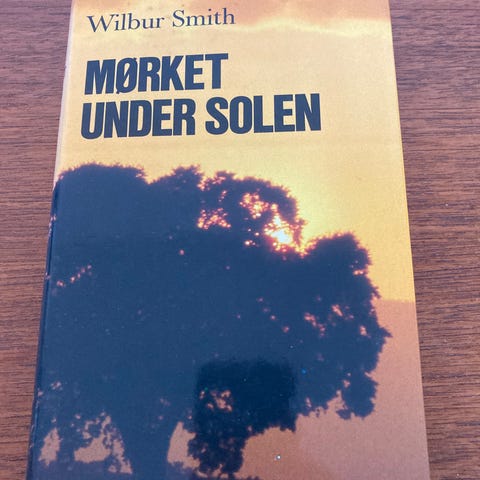 Wilbur Smith
MØRKET
UNDER SOLEN